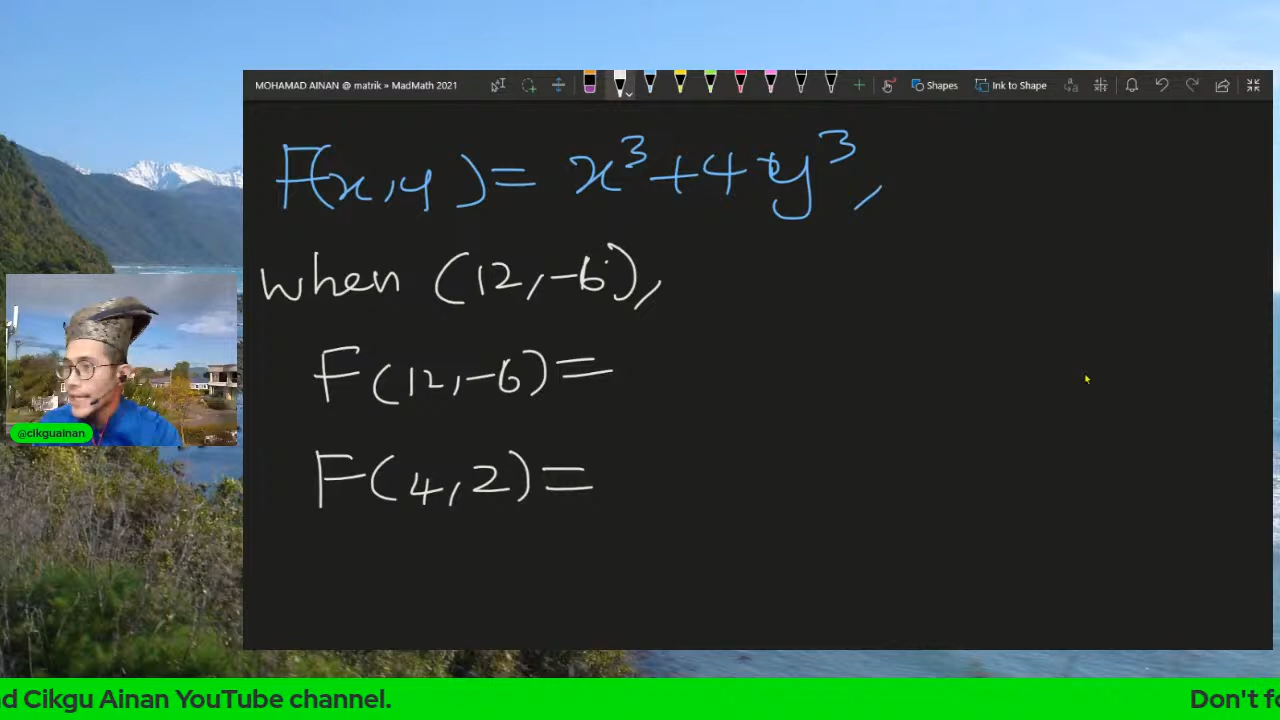 MOHAMAD AINAN @ matrik » MadMath 2021
Shapes
Ink to Shape
F(x,y) = x³+4y³,
when (12,-6),
F(12,-6)=
F(4,2)=
@cikguainan
d Cikgu Ainan YouTube channel.
Don't fo